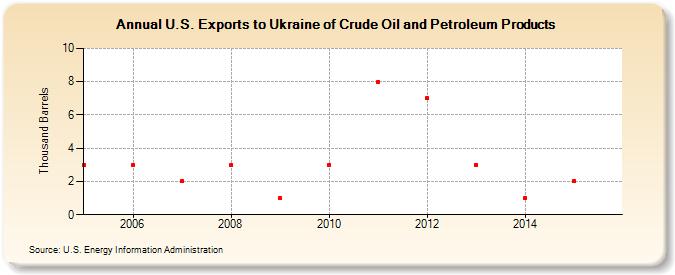 Annual U.S. Exports to Ukraine of Crude Oil and Petroleum Products
Thousand Barrels
10
8
6
4
2
0
2006 2008 2010 2012 2014
Source: U.S. Energy Information Administration